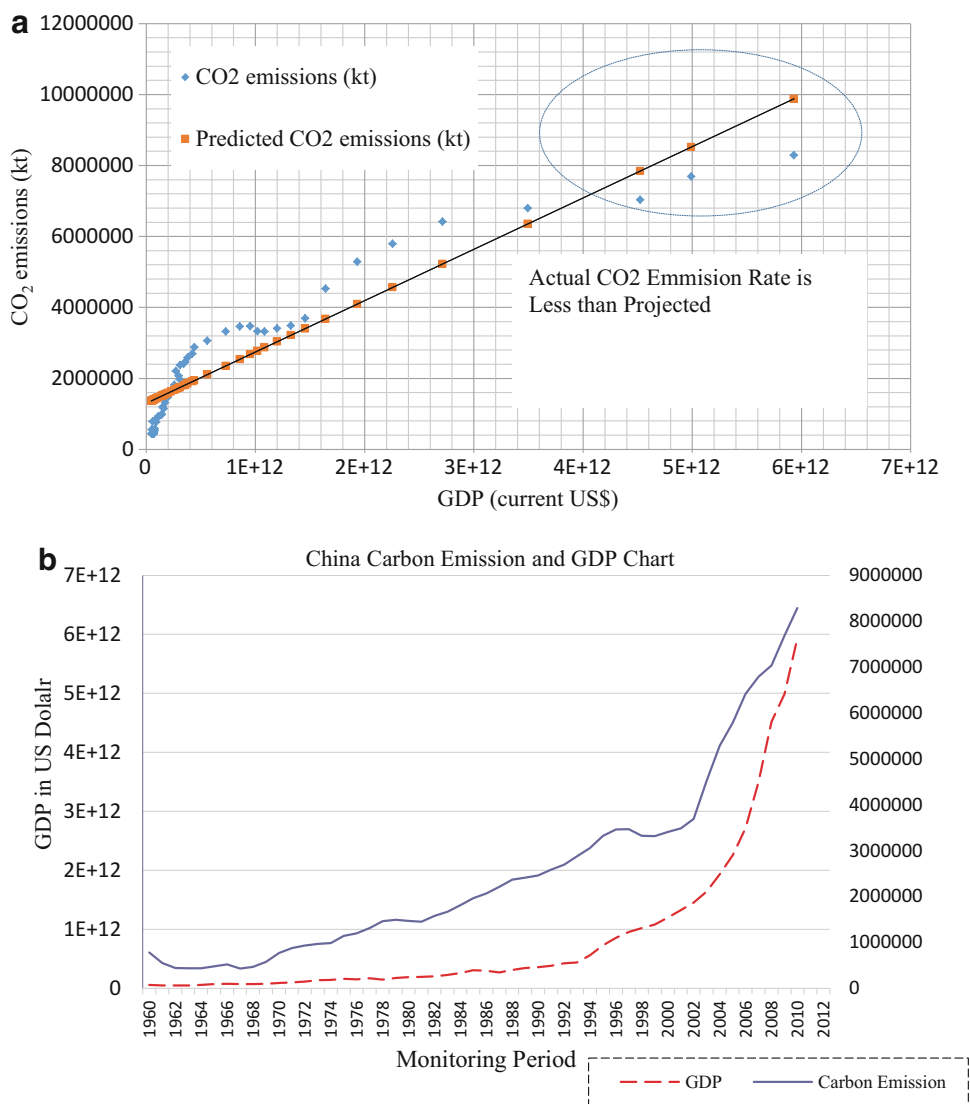 a
12000000
10000000
8000000
6000000
4000000
2000000
0
CO2 emissions (kt)
CO2 emissions (kt)
Predicted CO2 emissions (kt)
Actual CO2 Emmision Rate is
Less than Projected
0
1E+12
2E+12
3E+12
4E+12
5E+12
6E+12
7E+12
GDP (current US$)
b
China Carbon Emission and GDP Chart
7E+12
6E+12
5E+12
4E+12
3E+12
2E+12
1E+12
0
GDP in US Dolalr
9000000
8000000
7000000
6000000
5000000
4000000
3000000
2000000
1000000
0
1960
1962
1964
1966
1968
1970
1972
1974
1976
1978
1980
1982
1984
1986
1988
1990
1992
1994
1996
1998
2000
2002
2004
2006
2008
2010
2012
Monitoring Period
GDP
Carbon Emission